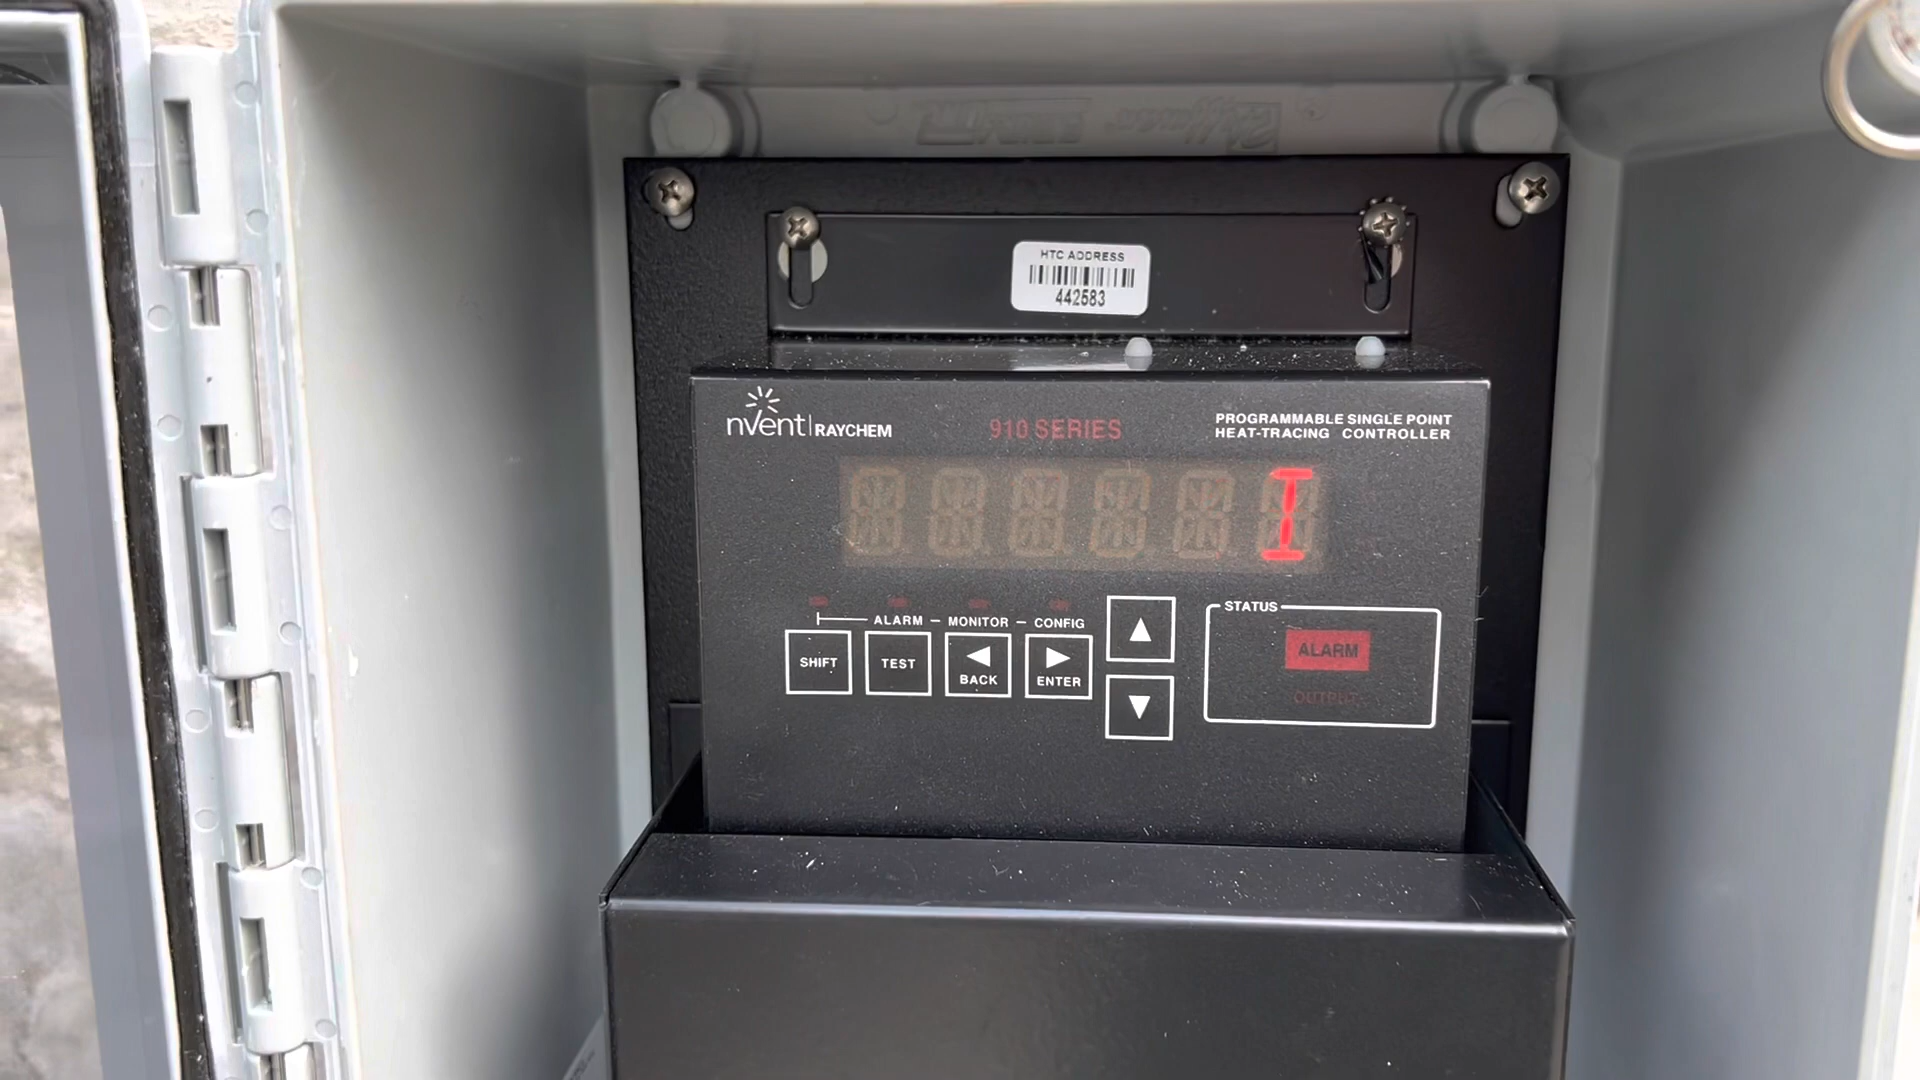 HTC ADDRESS
442583
nVent | RAYCHEM
910 SERIES
PROGRAMMABLE SINGLE POINT
HEAT-TRACING CONTROLLER
I
ALARM - MONITOR - CONFIG
SHIFT
TEST
BACK
ENTER
STATUS
ALARM
OUTPUT